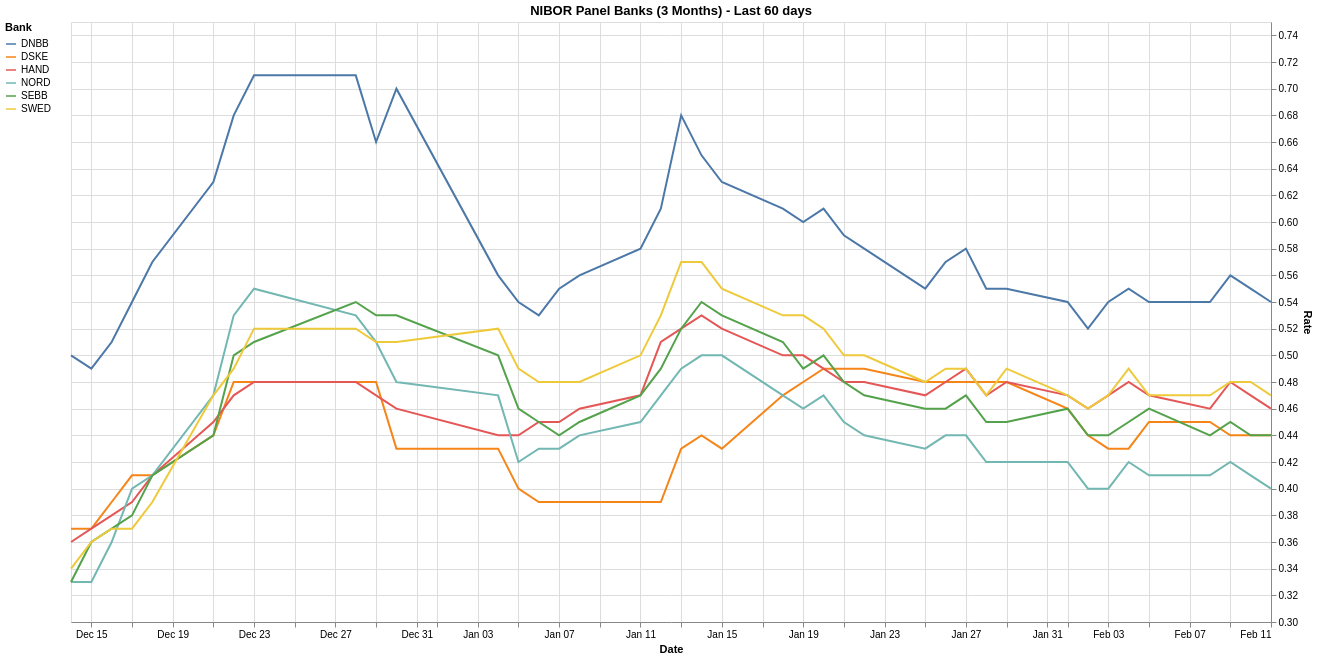 NIBOR Panel Banks (3 Months) - Last 60 days
Bank
DNBB
DSKE
HAND
NORD
SEBB
SWED
0.74
0.72
0.70
0.68
0.66
0.64
0.62
0.60
0.58
0.56
0.54
0.52
0.50
0.48
0.46
0.44
0.42
0.40
0.38
0.36
0.34
0.32
0.30
Rate
Dec 15 Dec 19 Dec 23 Dec 27 Dec 31 Jan 03 Jan 07 Jan 11 Jan 15 Jan 19 Jan 23 Jan 27 Jan 31 Feb 03 Feb 07 Feb 11
Date